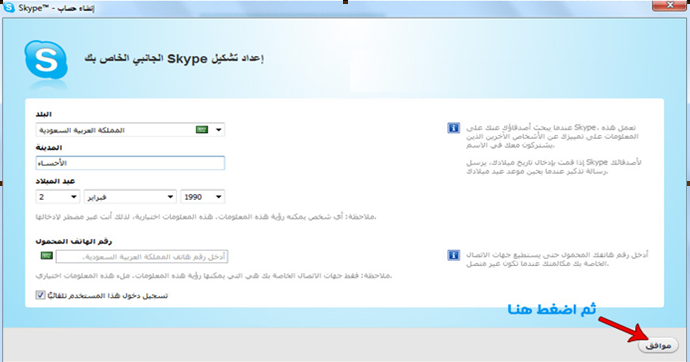 إنشاء حساب - Skype™
إعداد تشكيل Skype الجانبي الخاص بك
البلد
المملكة العربية السعودية
المدينة
الأحساء
عيد الميلاد
2
فبراير
1990
ملاحظة: أي شخص يمكنه رؤية هذه المعلومات. هذه المعلومات اختيارية، لذلك أنت غير مضطر لإدخالها.
رقم الهاتف المحمول
أدخل رقم هاتف المملكة العربية السعودية.
ملاحظة: فقط جهات الاتصال الخاصة بك هي التي يمكنها رؤية هذه المعلومات. ملء هذه المعلومات اختياري.
تسجيل دخول هذا المستخدم تلقائيًا
عندما يبحث أصدقاؤك عنك على Skype، تعمل هذه
المعلومات على تمييزك عن الأشخاص الآخرين الذين
يشتركون معك في الاسم.
إذا قمت بإدخال تاريخ ميلادك، يرسل Skype لأصدقائك
رسالة تذكير عندما يحين موعد عيد ميلادك.
أدخل رقم هاتفك المحمول حتى يستطيع جهات الاتصال
الخاصة بك مكالمتك عندما تكون غير متصل.
ثم اضغط هنا
موافق